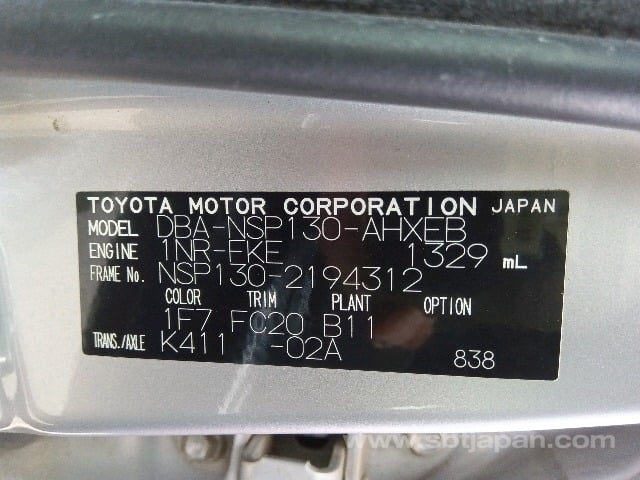 TOYOTA MOTOR CORPORATION JAPAN
MODEL DBA-NSP130-AHXEB
ENGINE 1NR-EKE 1329 mL
FRAME No. NSP130-2194312
COLOR TRIM PLANT OPTION
1F7 FC20 B11
TRANS./AXLE K411 -02A 838
www.sbtjapan.com